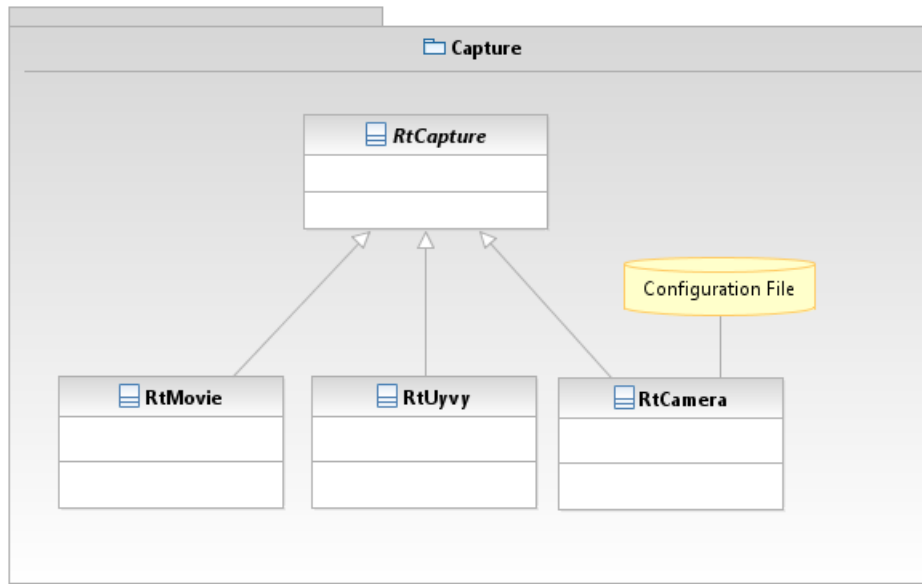 Capture
RtCapture
Configuration File
RtMovie
RtUyvy
RtCamera